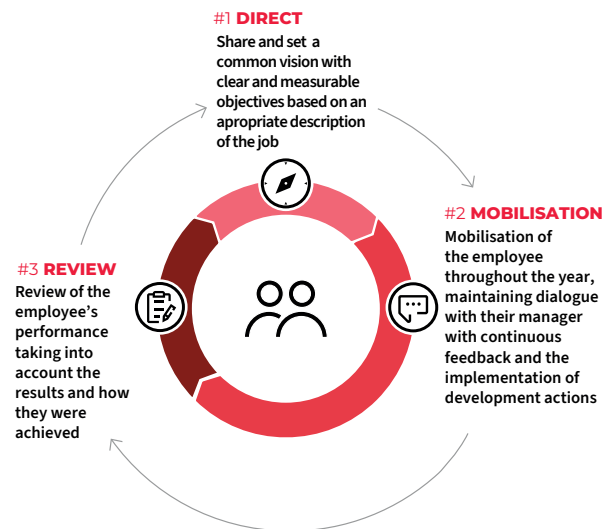 #1 DIRECT
Share and set a
common vision with
clear and measurable
objectives based on an
apropriate description
of the job
#2 MOBILISATION
Mobilisation of
the employee
throughout the year,
maintaining dialogue
with their manager
with continuous
feedback and the
implementation of
development actions
#3 REVIEW
Review of the
employee's
performance
taking into
account the
results and how
they were
achieved